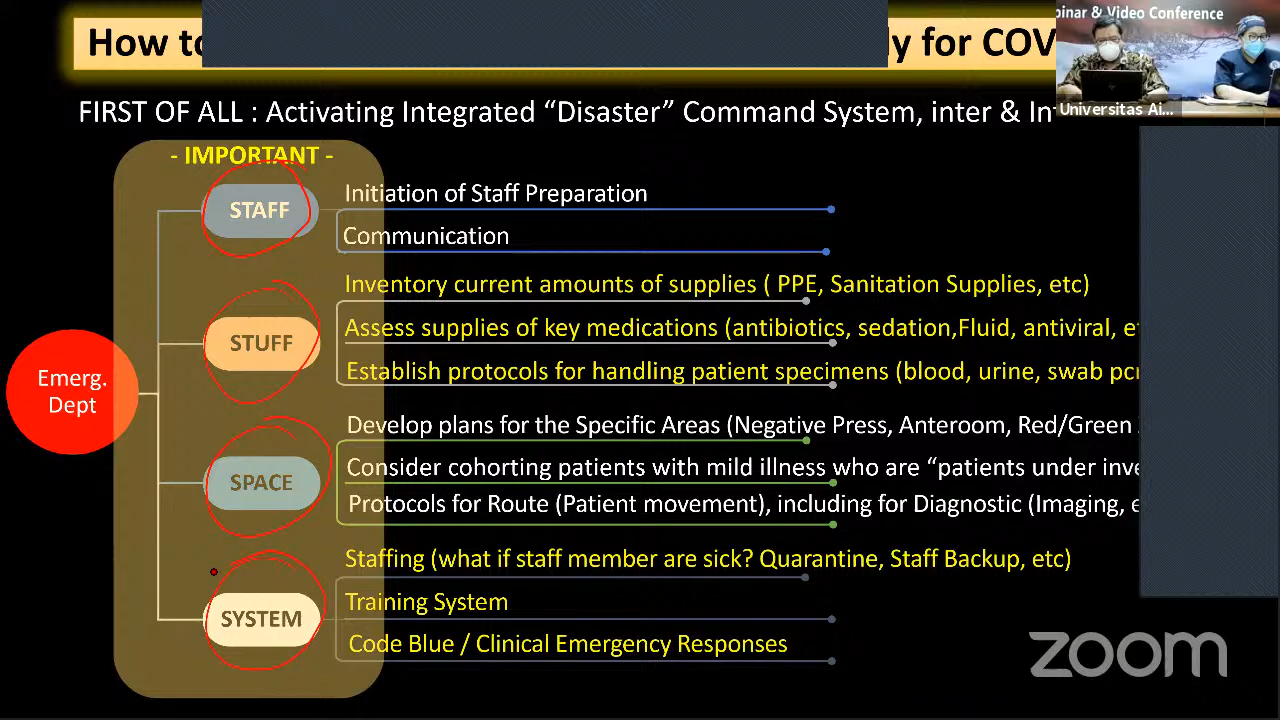 How to
y for COV
inar & Video Conference
Universitas Ai...
FIRST OF ALL : Activating Integrated “Disaster” Command System, inter & In
- IMPORTANT -
STAFF
Initiation of Staff Preparation
Communication
STUFF
Inventory current amounts of supplies ( PPE, Sanitation Supplies, etc)
Assess supplies of key medications (antibiotics, sedation,Fluid, antiviral, e
Establish protocols for handling patient specimens (blood, urine, swab pcr
Emerg.
Dept
SPACE
Develop plans for the Specific Areas (Negative Press, Anteroom, Red/Green
Consider cohorting patients with mild illness who are “patients under inve
Protocols for Route (Patient movement), including for Diagnostic (Imaging, e
SYSTEM
Staffing (what if staff member are sick? Quarantine, Staff Backup, etc)
Training System
Code Blue / Clinical Emergency Responses
zoom